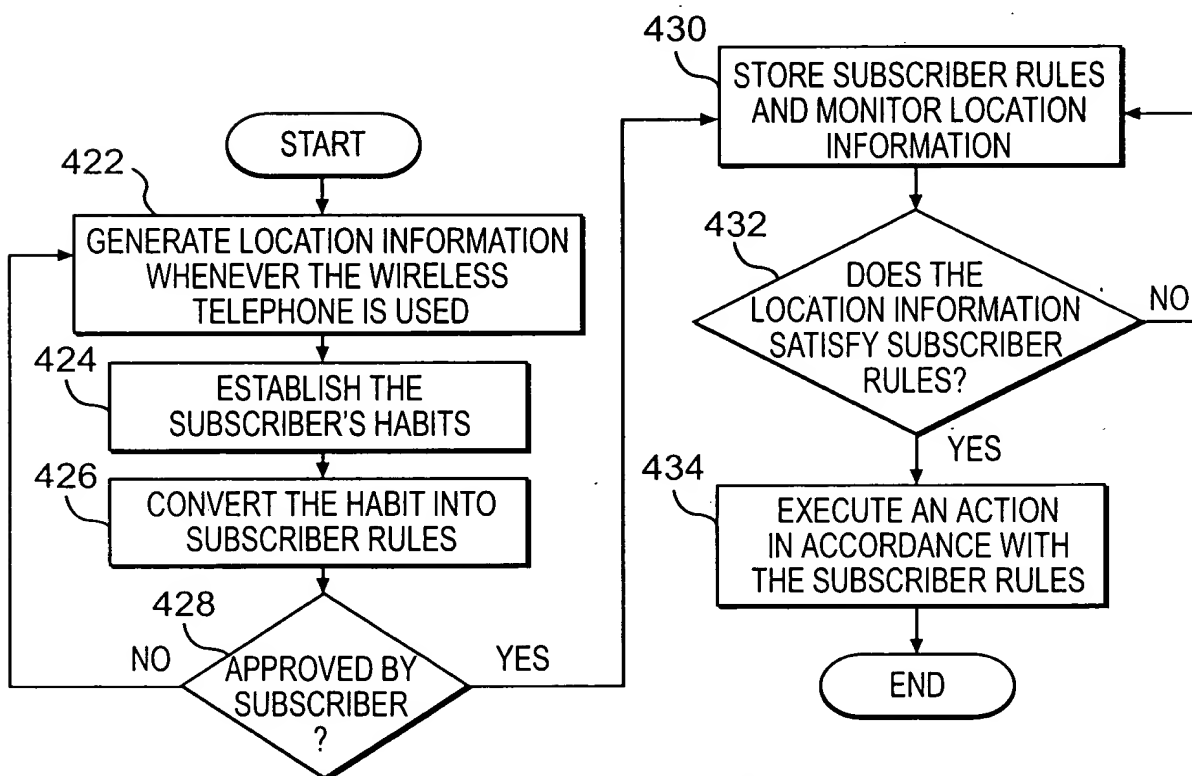 START
422
GENERATE LOCATION INFORMATION
WHENEVER THE WIRELESS
TELEPHONE IS USED
424
ESTABLISH THE
SUBSCRIBER'S HABITS
426
CONVERT THE HABIT INTO
SUBSCRIBER RULES
428
NO
APPROVED BY
SUBSCRIBER
?
YES
430
STORE SUBSCRIBER RULES
AND MONITOR LOCATION
INFORMATION
432
DOES THE
LOCATION INFORMATION
SATISFY SUBSCRIBER
RULES?
NO
YES
434
EXECUTE AN ACTION
IN ACCORDANCE WITH
THE SUBSCRIBER RULES
END